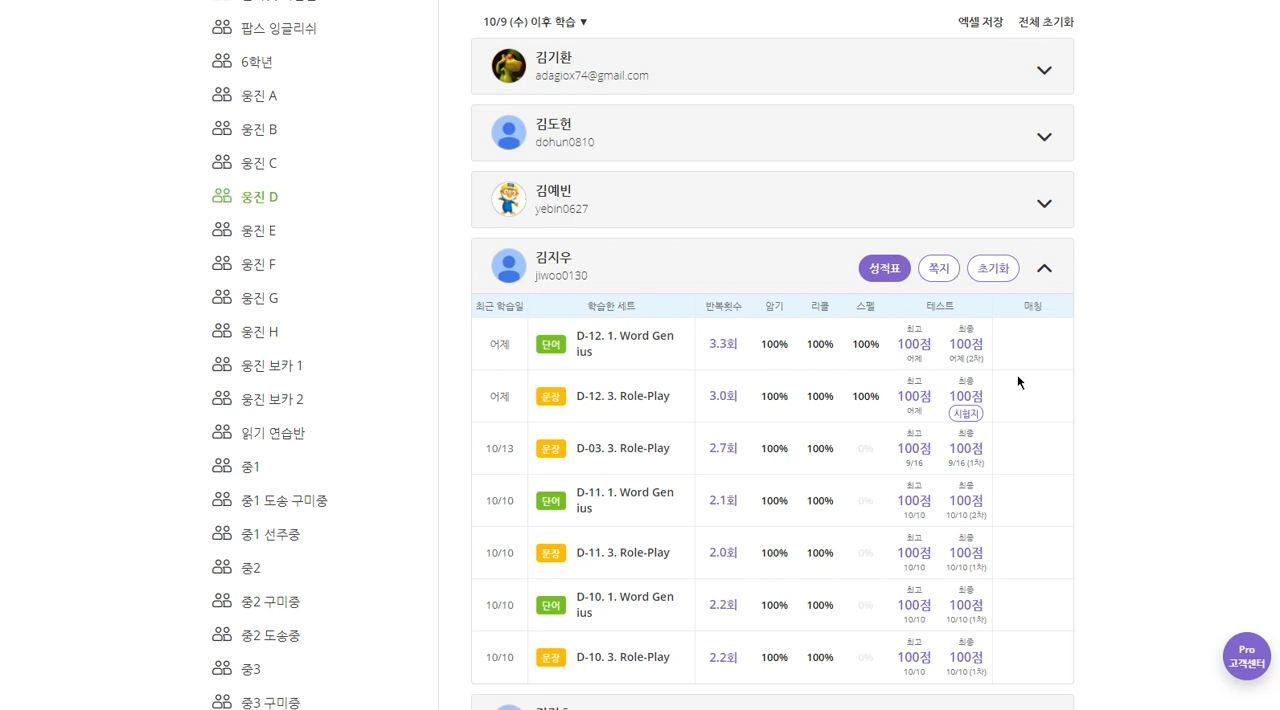 팝스 잉글리쉬
6학년
웅진 A
웅진 B
웅진 C
웅진 D
웅진 E
웅진 F
웅진 G
웅진 H
웅진 보카 1
웅진 보카 2
읽기 연습반
중1
중1 도송 구미중
중1 선주중
중2
중2 구미중
중2 도송중
중3
중3 구미중
10/9 (수) 이후 학습 ▼
엑셀 저장 전체 초기화
김기환
adagiox74@gmail.com
김도헌
dohun0810
김예빈
yebin0627
김지우
jiwoo0130
성적표 쪽지 초기화
최근 학습일 학습한 세트 반복횟수 암기 리콜 스펠 테스트 매칭
최고 최종
어제 단어 D-12. 1. Word Gen
ius 3.3회 100% 100% 100% 100점 100점
어제 어제 (2차)
최고 최종
어제 문장 D-12. 3. Role-Play 3.0회 100% 100% 100% 100점 100점
어제 시험지
최고 최종
10/13 문장 D-03. 3. Role-Play 2.7회 100% 100% 0% 100점 100점
9/16 9/16 (1차)
최고 최종
10/10 단어 D-11. 1. Word Gen
ius 2.1회 100% 100% 0% 100점 100점
10/10 10/10 (2차)
최고 최종
10/10 문장 D-11. 3. Role-Play 2.0회 100% 100% 0% 100점 100점
10/10 10/10 (1차)
최고 최종
10/10 단어 D-10. 1. Word Gen
ius 2.2회 100% 100% 0% 100점 100점
10/10 10/10 (1차)
최고 최종
10/10 문장 D-10. 3. Role-Play 2.2회 100% 100% 0% 100점 100점
10/10 10/10 (1차)
Pro
고객센터